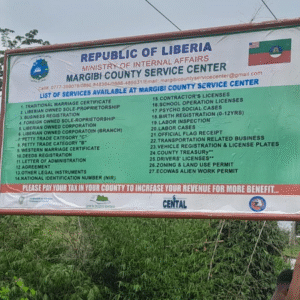 REPUBLIC OF LIBERIA
MINISTRY OF INTERNAL AFFAIRS
MARGIBI COUNTY SERVICE CENTER
LIST OF SERVICES AVAILABLE AT MARGIBI COUNTY SERVICE CENTER
1. TRADITIONAL MARRIAGE CERTIFICATE
2. LIBERIAN OWNED SOLE PROPRIETORSHIP
3. BUSINESS REGISTRATION
4. FOREIGN OWNED SOLE PROPRIETORSHIP
5. LIBERIAN OWNED CORPORATION
6. LIBERIAN OWNED CORPORATION (BRANCH)
7. PETTY TRADE CATEGORY "C"
8. PETTY TRADE CATEGORY "B"
9. WESTERN MARRIAGE CERTIFICATE
10. DEEDS REGISTRATION
11. LETTER OF ADMINISTRATION
12. AGREEMENT
13. OTHER LEGAL INSTRUMENTS
14. NATIONAL IDENTIFICATION NUMBER (NIR)
15. CONTRACTOR'S LICENSES
16. SCHOOL OPERATION LICENSES
17. PSYCHO SOCIAL CASES
18. BIRTH REGISTRATION (0-12YRS)
19. LABOR INSPECTION
20. LABOR CASES
21. OFFICIAL FLAG RECEIPT
22. TRANSPORTATION RELATED BUSINESS
23. VEHICLE REGISTRATION & LICENSE PLATES
24. COUNTY TREASURY**
25. DRIVERS' LICENSES**
26. ZONING & LAND USE PERMIT
27. ECOWAS ALIEN WORK PERMIT
PLEASE PAY YOUR TAX IN YOUR COUNTY TO INCREASE YOUR REVENUE FOR MORE BENEFIT...
CENTAL